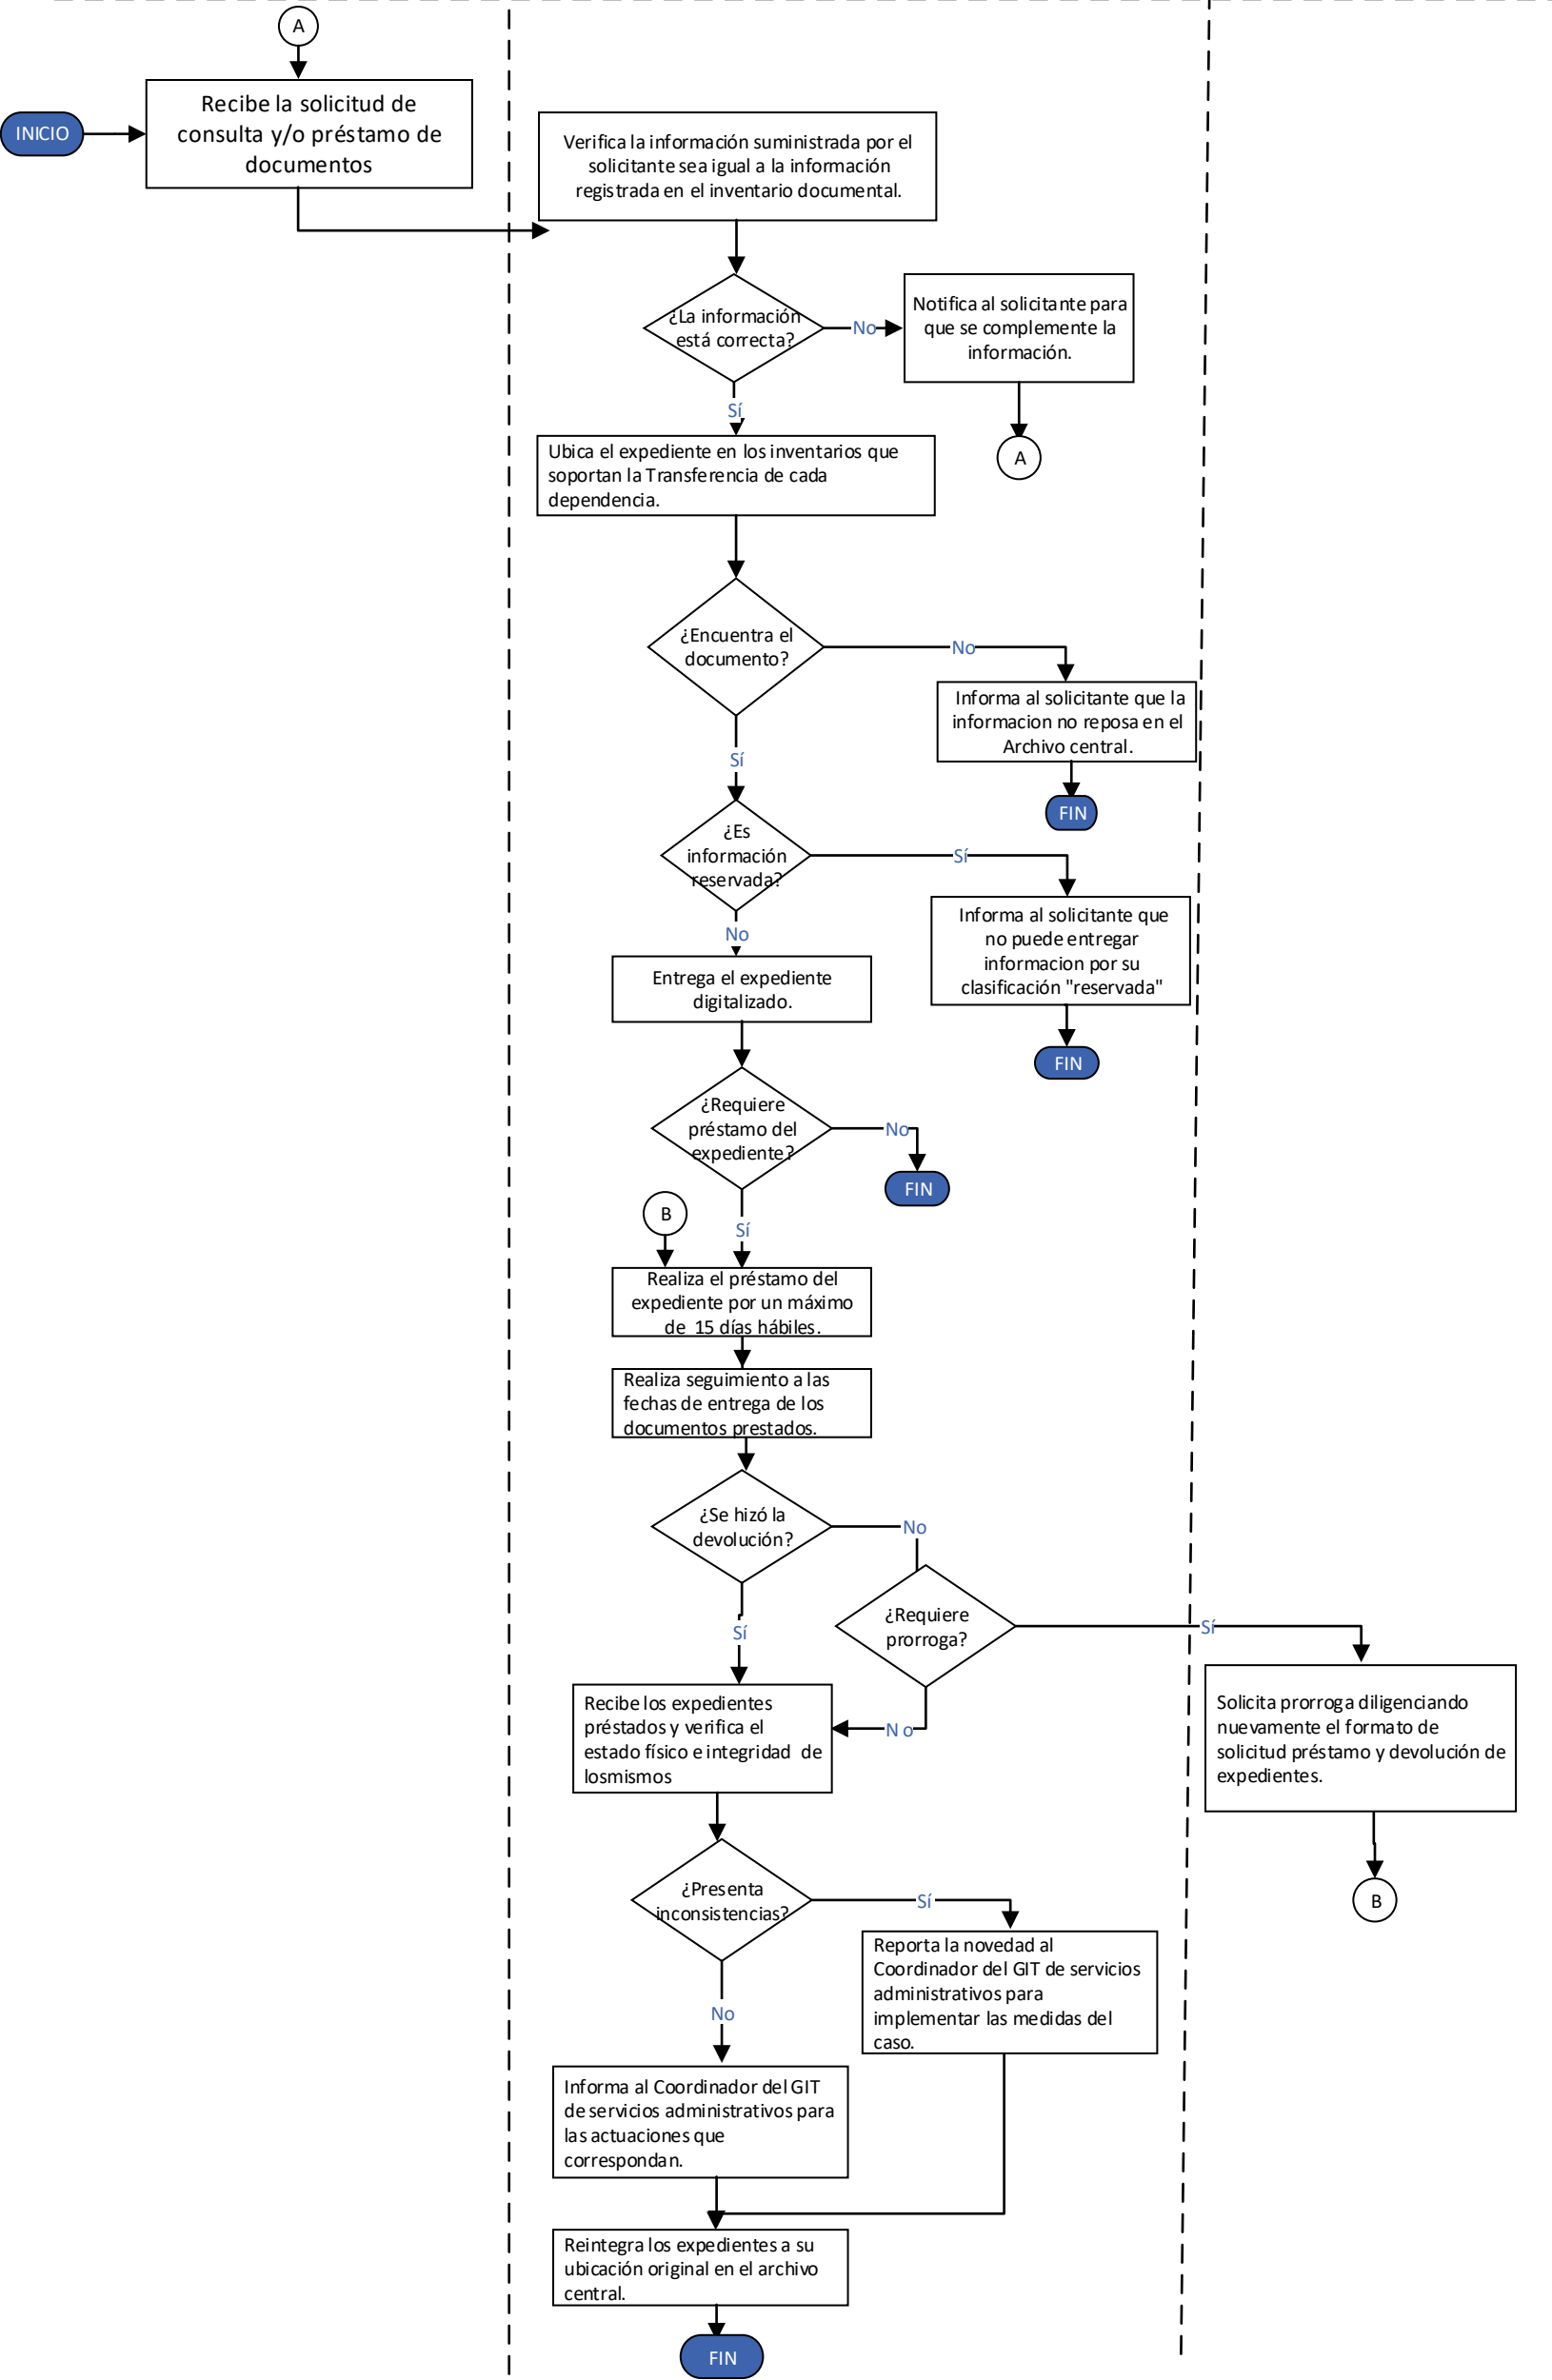 A
INICIO
Recibe la solicitud de
consulta y/o préstamo de
documentos
Verifica la información suministrada por el
solicitante sea igual a la información
registrada en el inventario documental.
¿La información
está correcta?
No
Notifica al solicitante para
que se complemente la
información.
Sí
A
Ubica el expediente en los inventarios que
soportan la Transferencia de cada
dependencia.
¿Encuentra el
documento?
No
Informa al solicitante que la
informacion no reposa en el
Archivo central.
Sí
FIN
¿Es
información
reservada?
Sí
Informa al solicitante que
no puede entregar
informacion por su
clasificación "reservada"
No
FIN
Entrega el expediente
digitalizado.
¿Requiere
préstamo del
expediente?
No
FIN
B
Sí
Realiza el préstamo del
expediente por un máximo
de 15 días hábiles.
Realiza seguimiento a las
fechas de entrega de los
documentos prestados.
¿Se hizó la
devolución?
No
¿Requiere
prorroga?
Sí
Sí
Solicita prorroga diligenciando
nuevamente el formato de
solicitud préstamo y devolución de
expedientes.
B
No
Recibe los expedientes
préstados y verifica el
estado físico e integridad de
losmismos
¿Presenta
inconsistencias?
Sí
Reporta la novedad al
Coordinador del GIT de servicios
administrativos para
implementar las medidas del
caso.
No
Informa al Coordinador del GIT
de servicios administrativos para
las actuaciones que
correspondan.
Reintegra los expedientes a su
ubicación original en el archivo
central.
FIN